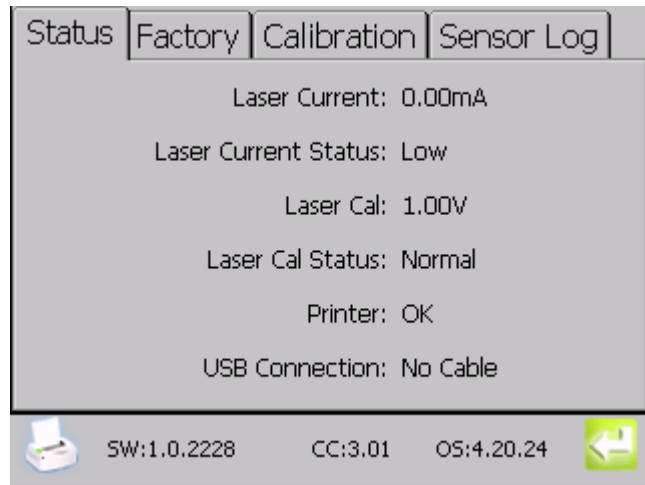 Status Factory Calibration Sensor Log
Laser Current: 0.00mA
Laser Current Status: Low
Laser Cal: 1.00V
Laser Cal Status: Normal
Printer: OK
USB Connection: No Cable
SW:1.0.2228 CC:3.01 OS:4.20.24